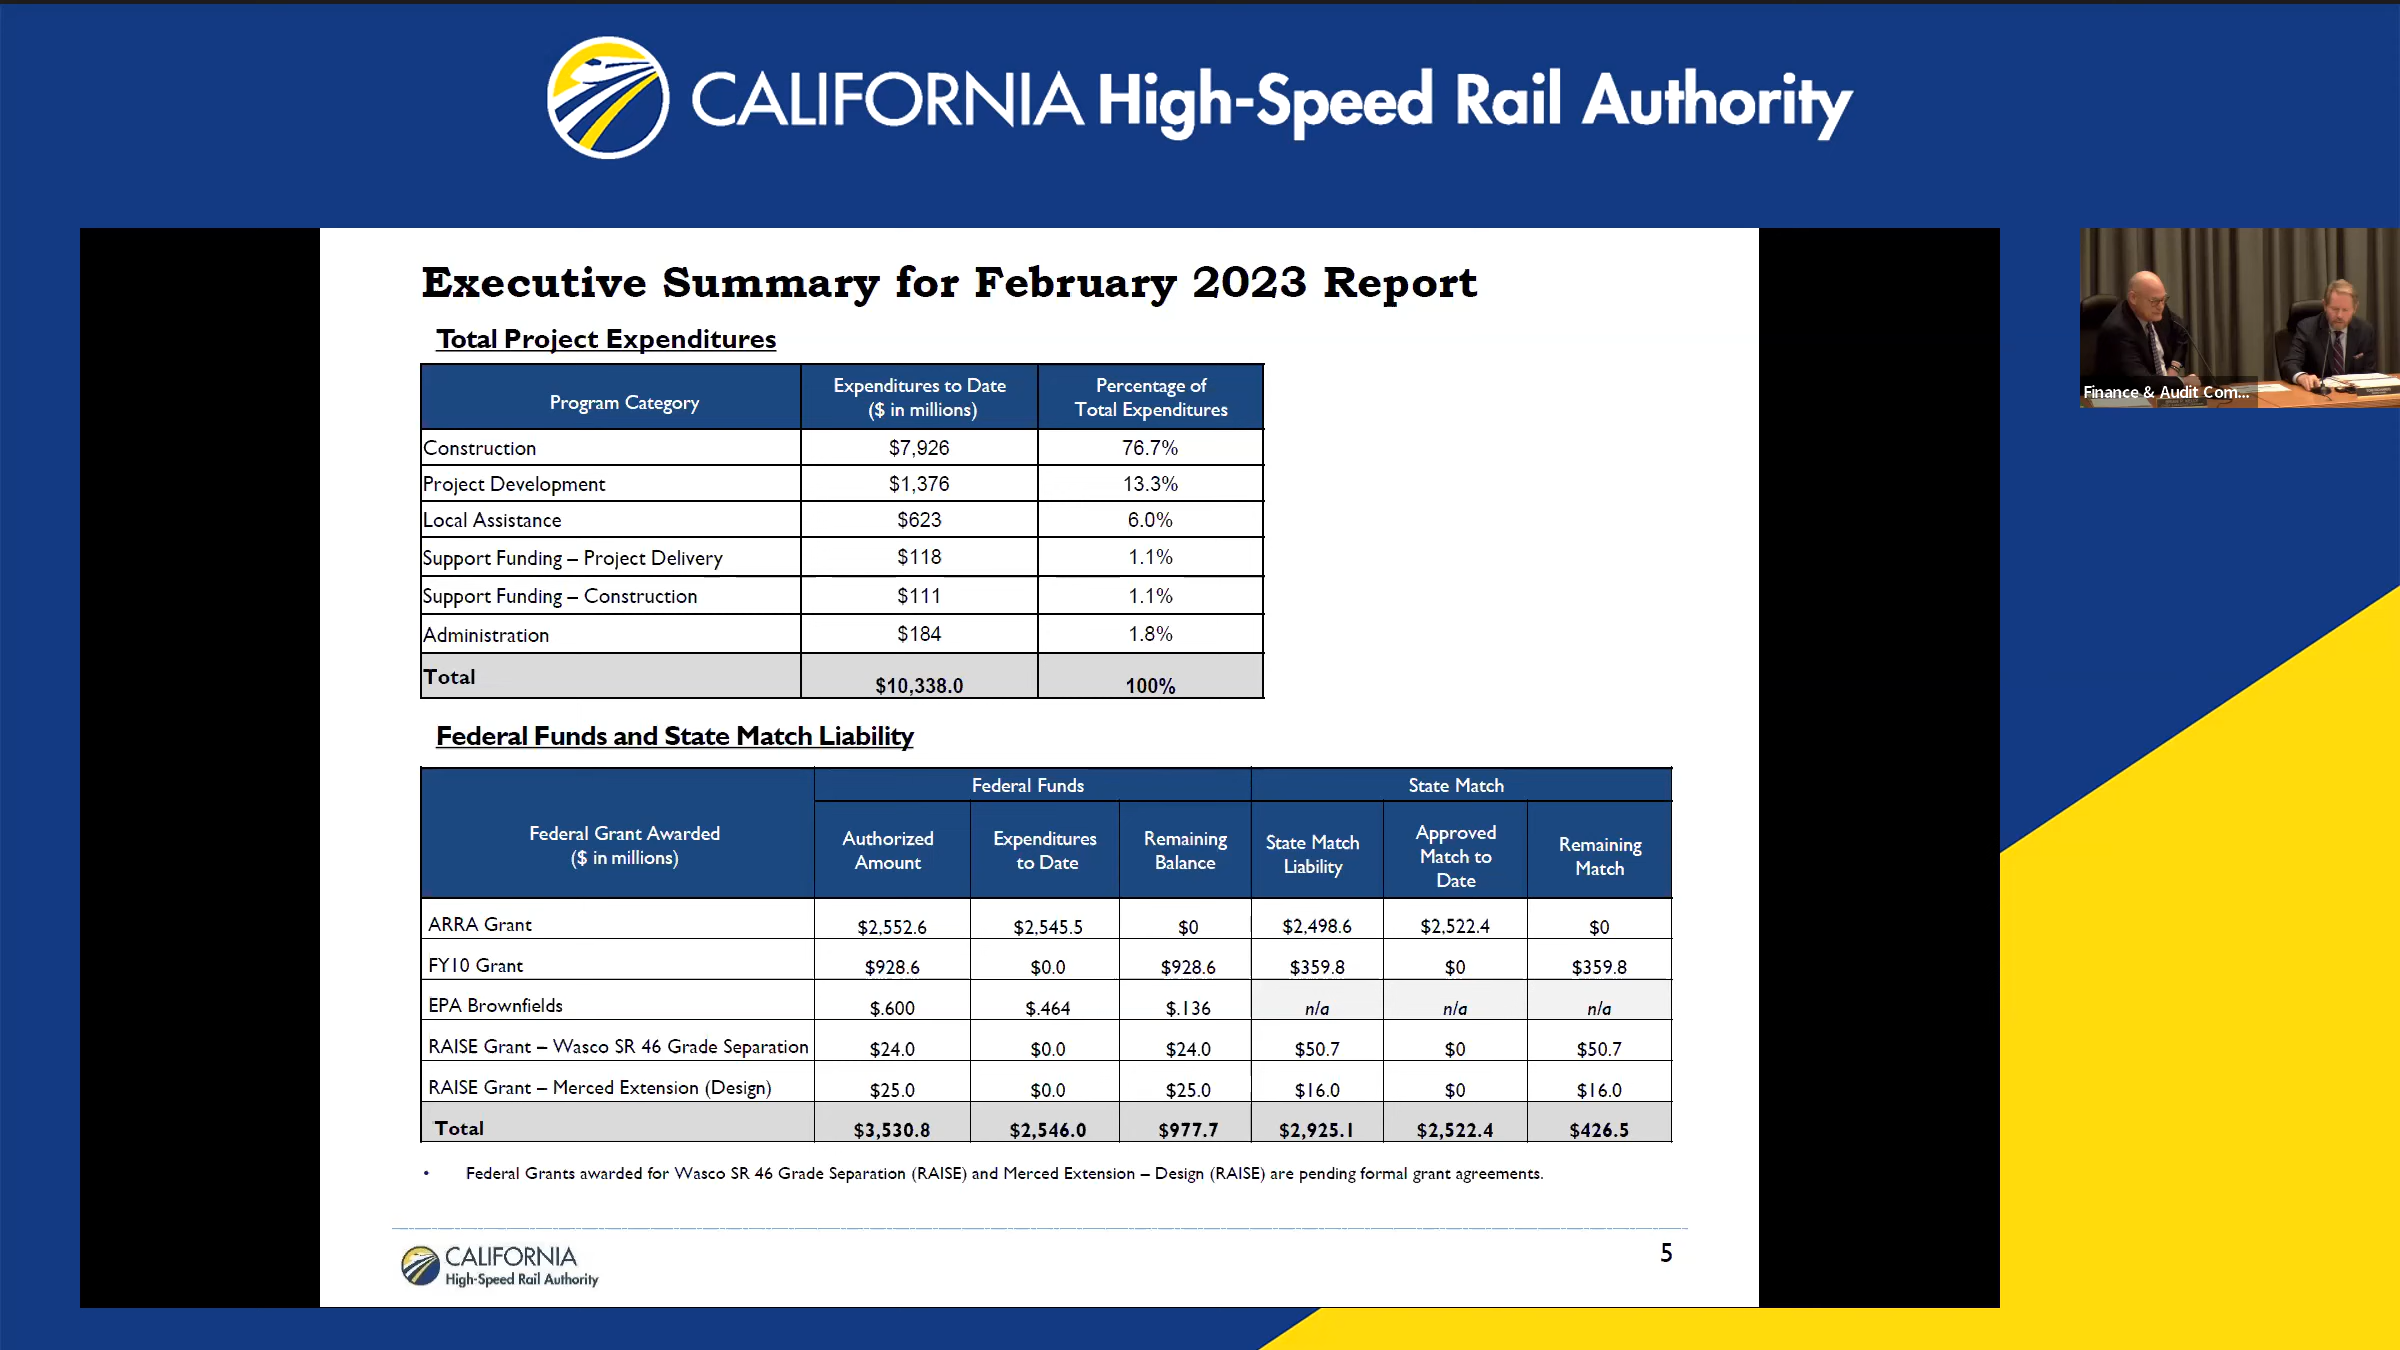 CALIFORNIA High-Speed Rail Authority
Executive Summary for February 2023 Report
Total Project Expenditures
Program Category Expenditures to Date ($ in millions) Percentage of Total Expenditures
Construction $7,926 76.7%
Project Development $1,376 13.3%
Local Assistance $623 6.0%
Support Funding – Project Delivery $118 1.1%
Support Funding – Construction $111 1.1%
Administration $184 1.8%
Total $10,338.0 100%
Federal Funds and State Match Liability
Federal Grant Awarded ($ in millions) Federal Funds State Match
Authorized Amount Expenditures to Date Remaining Balance State Match Liability Approved Match to Date Remaining Match
ARRA Grant $2,552.6 $2,545.5 $0 $2,498.6 $2,522.4 $0
FY10 Grant $928.6 $0.0 $928.6 $359.8 $0 $359.8
EPA Brownfields $.600 $.464 $.136 n/a n/a n/a
RAISE Grant – Wasco SR 46 Grade Separation $24.0 $0.0 $24.0 $50.7 $0 $50.7
RAISE Grant – Merced Extension (Design) $25.0 $0.0 $25.0 $16.0 $0 $16.0
Total $3,530.8 $2,546.0 $977.7 $2,925.1 $2,522.4 $426.5
• Federal Grants awarded for Wasco SR 46 Grade Separation (RAISE) and Merced Extension – Design (RAISE) are pending formal grant agreements.
CALIFORNIA
High-Speed Rail Authority
5
Finance & Audit Com...